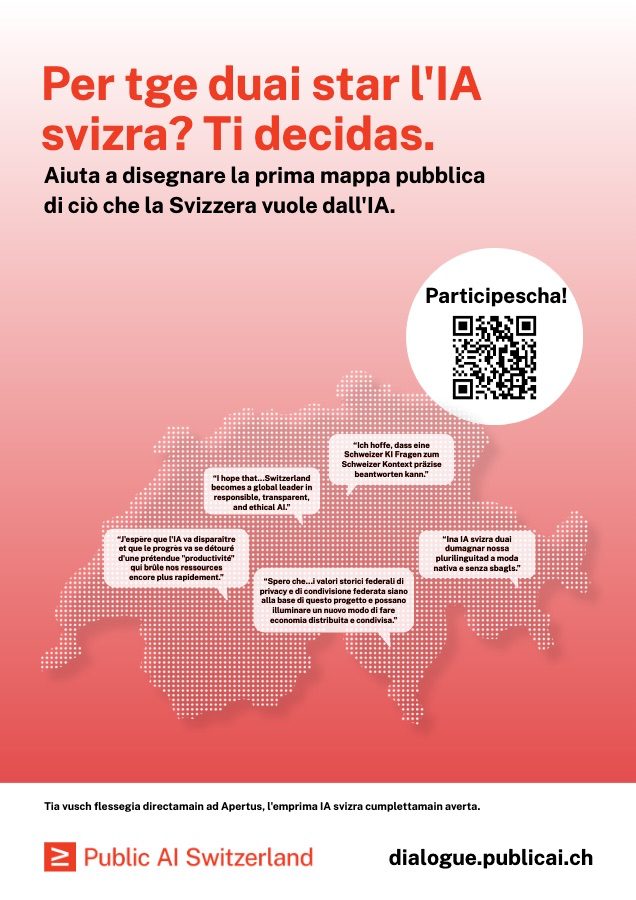 Per tge duai star l'IA
svizra? Ti decidas.
Aiuta a disegnare la prima mappa pubblica
di ciò che la Svizzera vuole dall'IA.
Participescha!
“Ich hoffe, dass eine
Schweizer KI Fragen zum
Schweizer Kontext präzise
beantworten kann.”
“I hope that...Switzerland
becomes a global leader in
responsible, transparent,
and ethical AI.”
“J'espère que l'IA va disparaître
et que le progrès va se détouré
d'une prétendue "productivité"
qui brûle nos ressources
encore plus rapidement.”
“Ina IA svizra duai
dumagnar nossa
plurilinguitad a moda
nativa e senza sbagls.”
“Spero che...i valori storici federali di
privacy e di condivisione federata siano
alla base di questo progetto e possano
illuminare un nuovo modo di fare
economia distribuita e condivisa.”
Tia vusch flessegia directamain ad Apertus, l'emprima IA svizra cumplettamain averta.
Public AI Switzerland
dialogue.publicai.ch